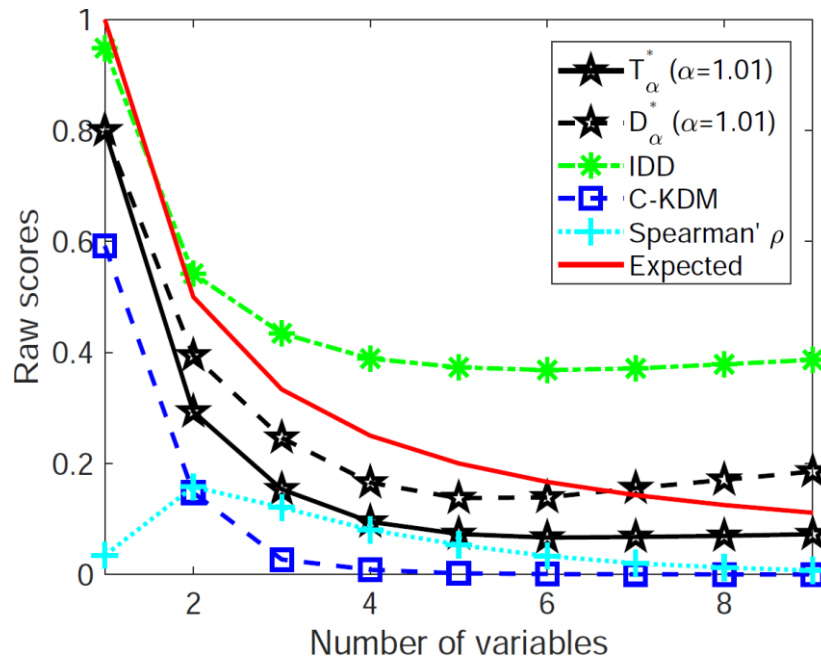 1
0.8
0.6
0.4
0.2
0
Raw scores
2 4 6 8
Number of variables
T*α (α=1.01)
D*α (α=1.01)
IDD
C-KDM
Spearman' ρ
Expected